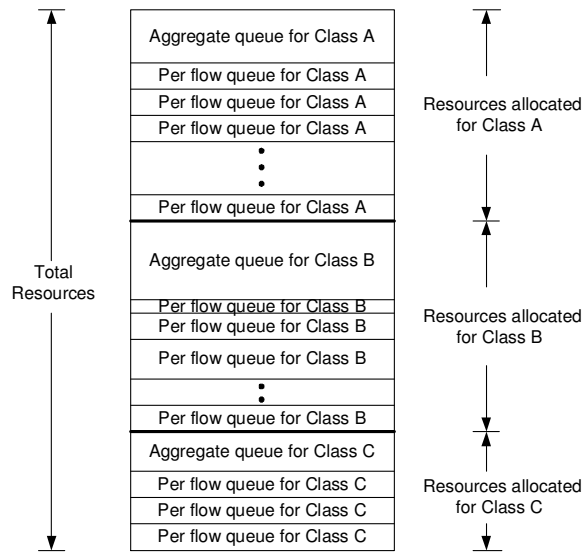 Aggregate queue for Class A
Per flow queue for Class A
Per flow queue for Class A
Per flow queue for Class A
Per flow queue for Class A
Resources allocated
for Class A
Total
Resources
Aggregate queue for Class B
Per flow queue for Class B
Per flow queue for Class B
Per flow queue for Class B
Per flow queue for Class B
Resources allocated
for Class B
Aggregate queue for Class C
Per flow queue for Class C
Per flow queue for Class C
Per flow queue for Class C
Resources allocated
for Class C